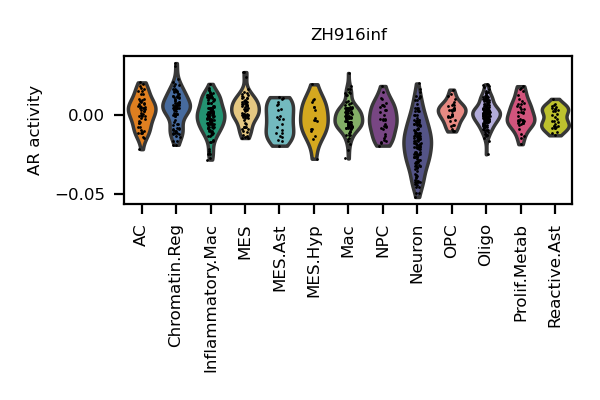 ZH916inf
AR activity
0.00
−0.05
AC
Chromatin.Reg
Inflammatory.Mac
MES
MES.Ast
MES.Hyp
Mac
NPC
Neuron
OPC
Oligo
Prolif.Metab
Reactive.Ast